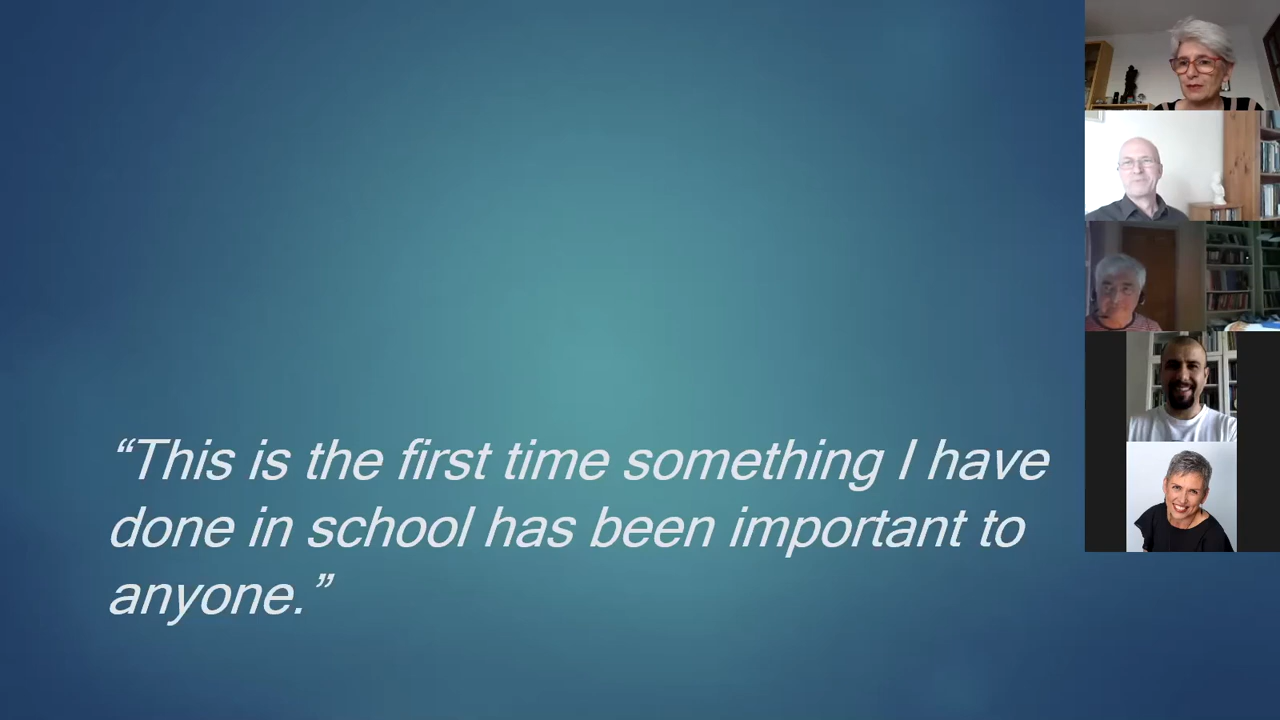 “This is the first time something I have
done in school has been important to
anyone.”